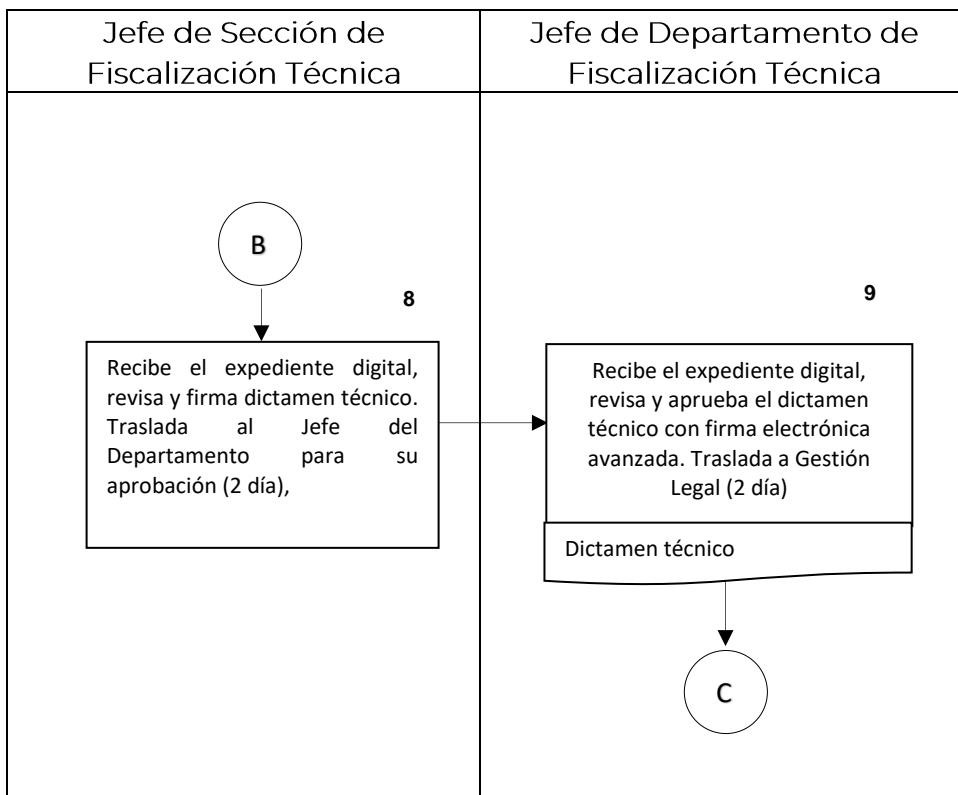 Jefe de Sección de
Fiscalización Técnica
Jefe de Departamento de
Fiscalización Técnica
B
8
Recibe el expediente digital,
revisa y firma dictamen técnico.
Traslada al Jefe del
Departamento para su
aprobación (2 día),
9
Recibe el expediente digital,
revisa y aprueba el dictamen
técnico con firma electrónica
avanzada. Traslada a Gestión
Legal (2 día)
Dictamen técnico
C